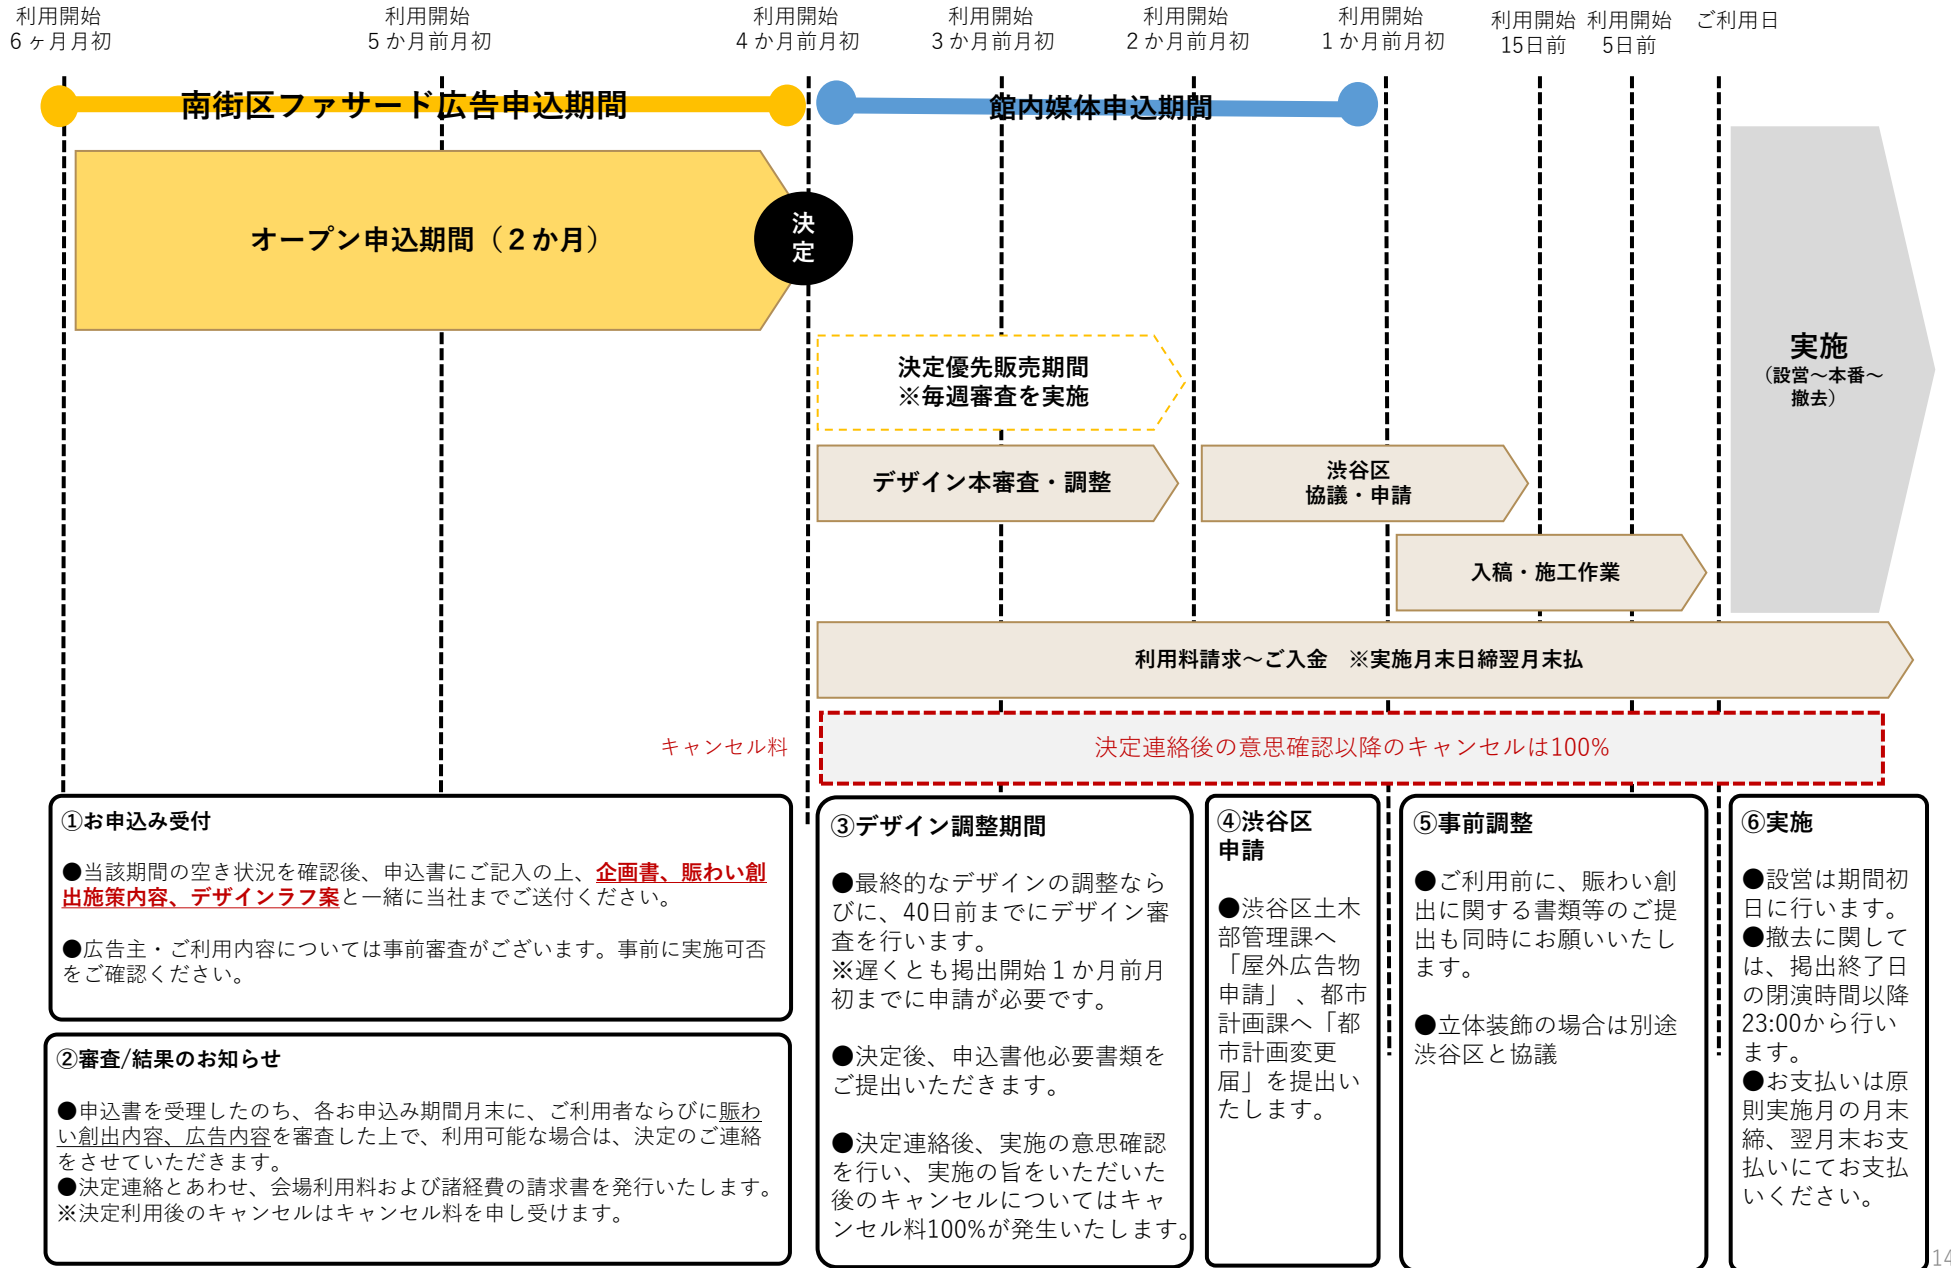 利用開始
6ヶ月月初
利用開始
5か月前月初
利用開始
4か月前月初
利用開始
3か月前月初
利用開始
2か月前月初
利用開始
1か月前月初
利用開始
15日前
利用開始
5日前
ご利用日
南街区ファサード広告申込期間
館内媒体申込期間
オープン申込期間（2か月）
決
定
決定優先販売期間
※毎週審査を実施
実施
（設営～本番～
撤去）
デザイン本審査・調整
渋谷区
協議・申請
入稿・施工作業
利用料請求～ご入金　※実施月末日締翌月末払
キャンセル料
決定連絡後の意思確認以降のキャンセルは100%
①お申込み受付
●当該期間の空き状況を確認後、申込書にご記入の上、企画書、賑わい創
出施策内容、デザインラフ案と一緒に当社までご送付ください。
●広告主・ご利用内容については事前審査がございます。事前に実施可否
をご確認ください。
②審査/結果のお知らせ
●申込書を受理したのち、各お申込み期間月末に、ご利用者ならびに賑わ
い創出内容、広告内容を審査した上で、利用可能な場合は、決定のご連絡
をさせていただきます。
●決定連絡とあわせ、会場利用料および諸経費の請求書を発行いたします。
※決定利用後のキャンセルはキャンセル料を申し受けます。
③デザイン調整期間
●最終的なデザインの調整なら
びに、40日前までにデザイン審
査を行います。
※遅くとも掲出開始1か月前月
初までに申請が必要です。
●決定後、申込書他必要書類を
ご提出いただきます。
●決定連絡後、実施の意思確認
を行い、実施の旨をいただいた
後のキャンセルについてはキャ
ンセル料100%が発生いたします。
④渋谷区
申請
●渋谷区土木
部管理課へ
「屋外広告物
申請」、都市
計画課へ「都
市計画変更
届」を提出い
たします。
⑤事前調整
●ご利用前に、賑わい創
出に関する書類等のご提
出も同時にお願いいたし
ます。
●立体装飾の場合は別途
渋谷区と協議
⑥実施
●設営は期間初
日に行います。
●撤去に関して
は、掲出終了日
の閉演時間以降
23:00から行い
ます。
●お支払いは原
則実施月の月末
締、翌月末お支
払いにてお支払
いください。
14